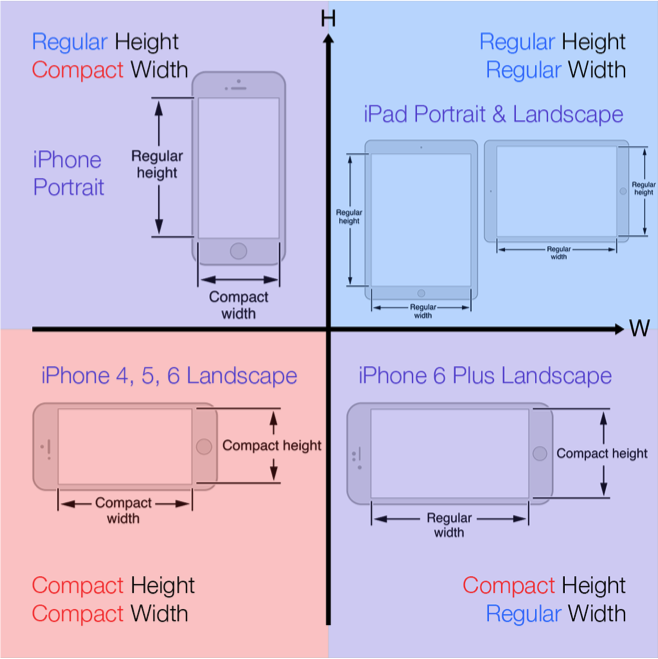 H
Regular Height
Compact Width
iPhone
Portrait
Regular
height
Compact
width
Regular Height
Regular Width
iPad Portrait & Landscape
Regular
height
Regular
width
Regular
height
Regular
width
W
iPhone 4, 5, 6 Landscape
Compact height
Compact
width
Compact Height
Compact Width
iPhone 6 Plus Landscape
Compact height
Regular
width
Compact Height
Regular Width